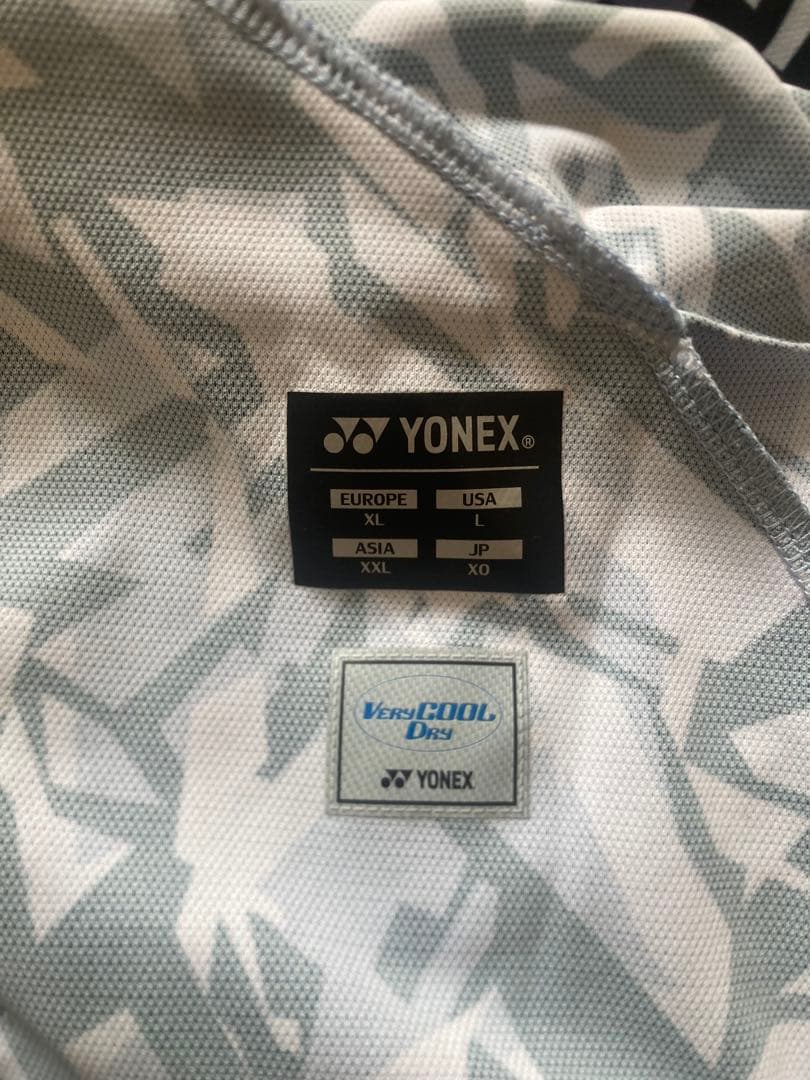 YONEX®
EUROPE USA
XL L
ASIA JP
XXL XO
VERYCOOL
DRY
YONEX